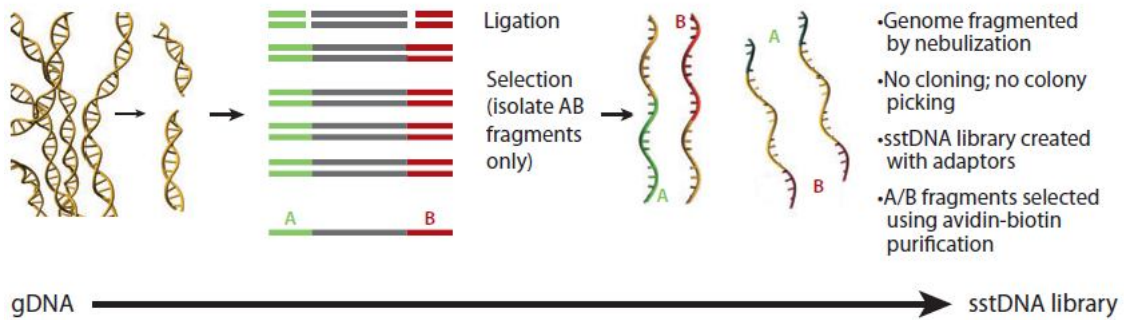 Ligation
Selection
(isolate AB
fragments
only)
A
B
B
A
A
B
•Genome fragmented
by nebulization
•No cloning; no colony
picking
•sstDNA library created
with adaptors
•A/B fragments selected
using avidin-biotin
purification
gDNA
sstDNA library